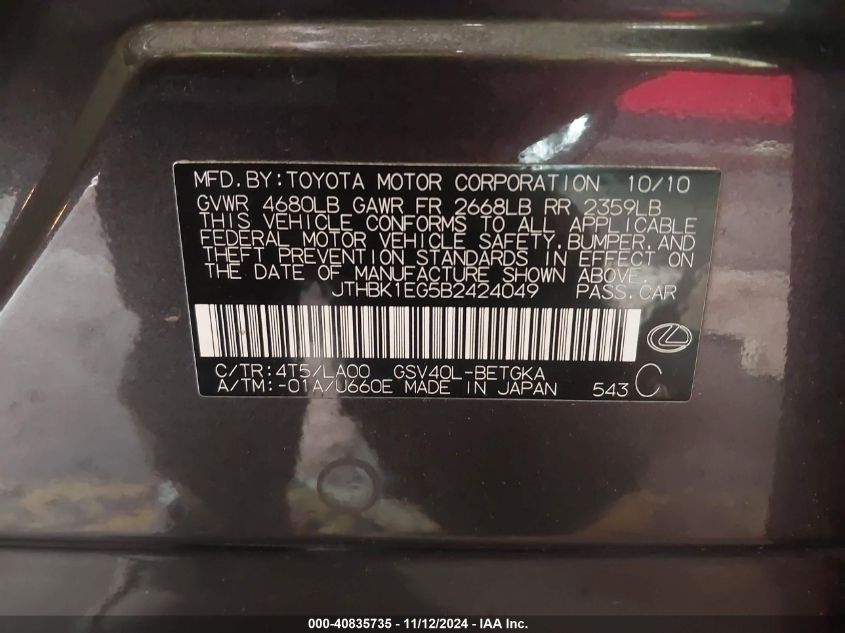 MFD.BY:TOYOTA MOTOR CORPORATION 10/10
GVWR 4680LB GAWR FR 2668LB RR 2359LB
THIS VEHICLE CONFORMS TO ALL APPLICABLE
FEDERAL MOTOR VEHICLE SAFETY,BUMPER,AND
THEFT PREVENTION STANDARDS IN EFFECT ON
THE DATE OF MANUFACTURE SHOWN ABOVE.
JTHBK1EG5B2424049 PASS.CAR
C/TR:4T5/LA00 GSV40L-BETGKA
A/TM:-01A/U660E MADE IN JAPAN 543 C
000-40835735 - 11/12/2024 - IAA Inc.